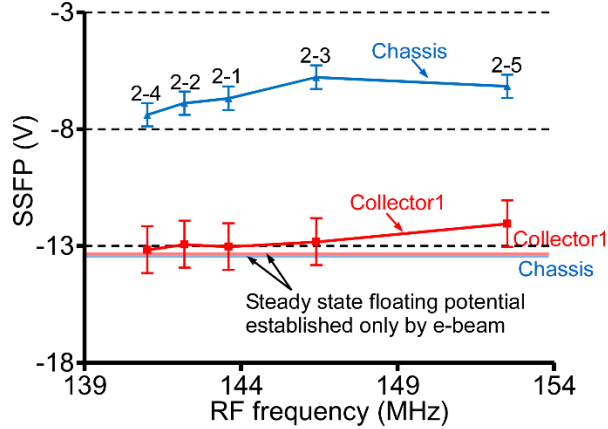 -3
Chassis
2-3
2-5
2-1
2-2
2-4
SSFP (V)
-8
Collector1
-13
Collector1
Chassis
Steady state floating potential
established only by e-beam
-18
139
144
149
154
RF frequency (MHz)